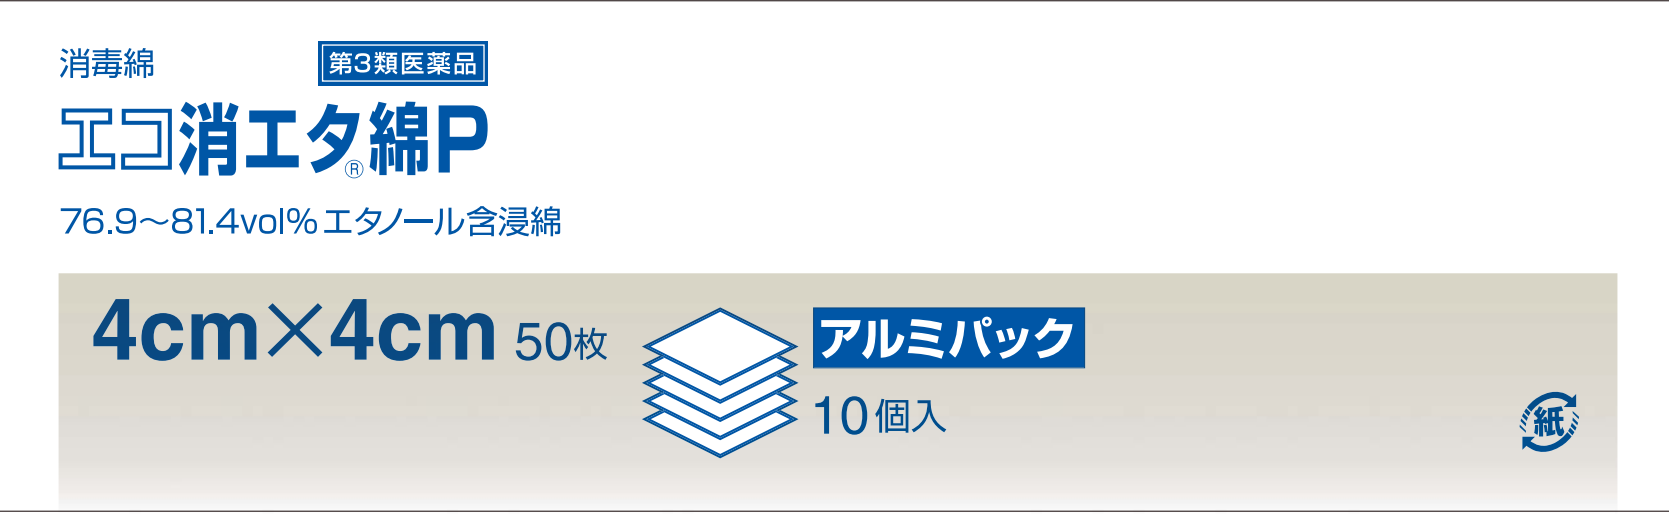 消毒綿 第3類医薬品
エコ消エタ®綿P
76.9〜81.4vol%エタノール含浸綿
4cm×4cm 50枚 アルミパック
10個入
紙